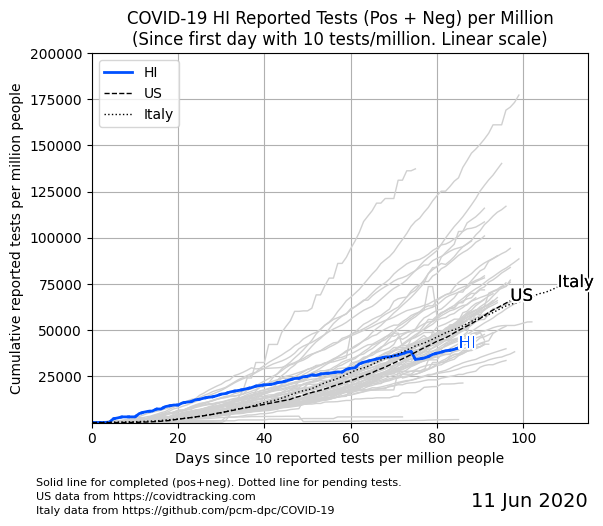 COVID-19 HI Reported Tests (Pos + Neg) per Million
(Since first day with 10 tests/million. Linear scale)
Cumulative reported tests per million people
200000
175000
150000
125000
100000
75000
50000
25000
HI
US
Italy
Italy
US
HI
0
20
40
60
80
100
Days since 10 reported tests per million people
Solid line for completed (pos+neg). Dotted line for pending tests.
US data from https://covidtracking.com
Italy data from https://github.com/pcm-dpc/COVID-19
11 Jun 2020